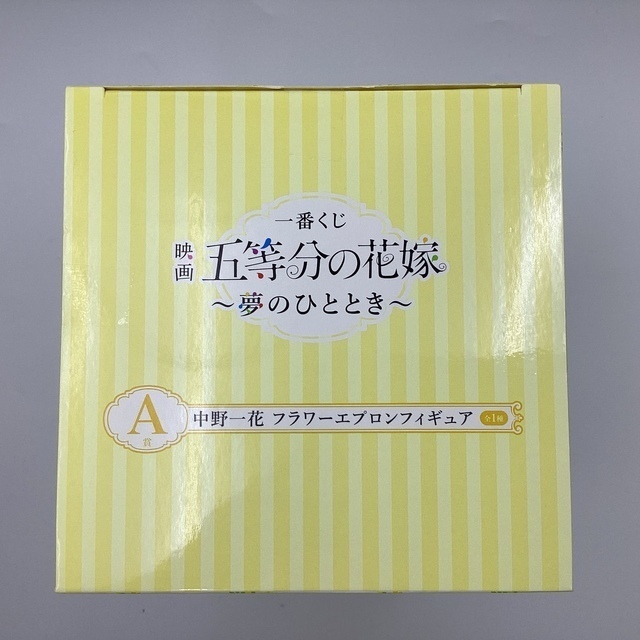 一番くじ
映画 五等分の花嫁
～夢のひととき～
A賞 中野一花 フラワーエプロンフィギュア 全1種